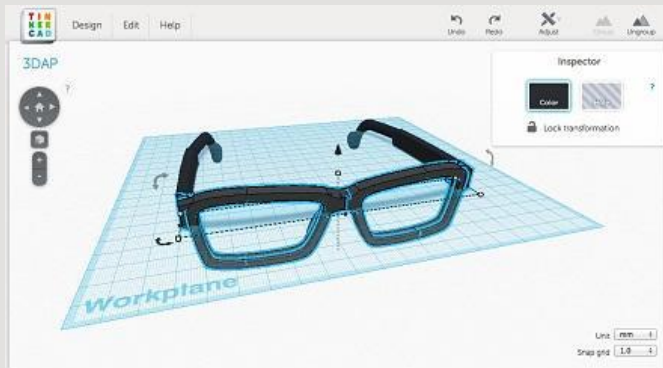 TIN
KER
CAD
Design Edit Help
Undo Redo Adjust Group Ungroup
3DAP
?
Inspector
Color Hole
?
Lock transformation
Workplane
Unit mm
Snap grid 1.0